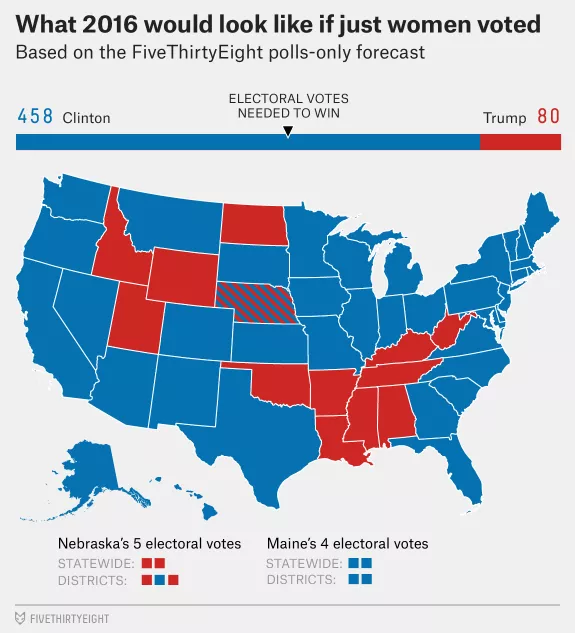 What 2016 would look like if just women voted
Based on the FiveThirtyEight polls-only forecast
ELECTORAL VOTES
NEEDED TO WIN
458 Clinton
Trump 80
Nebraska's 5 electoral votes
STATEWIDE:
DISTRICTS:
Maine's 4 electoral votes
STATEWIDE:
DISTRICTS:
FIVETHIRTYEIGHT